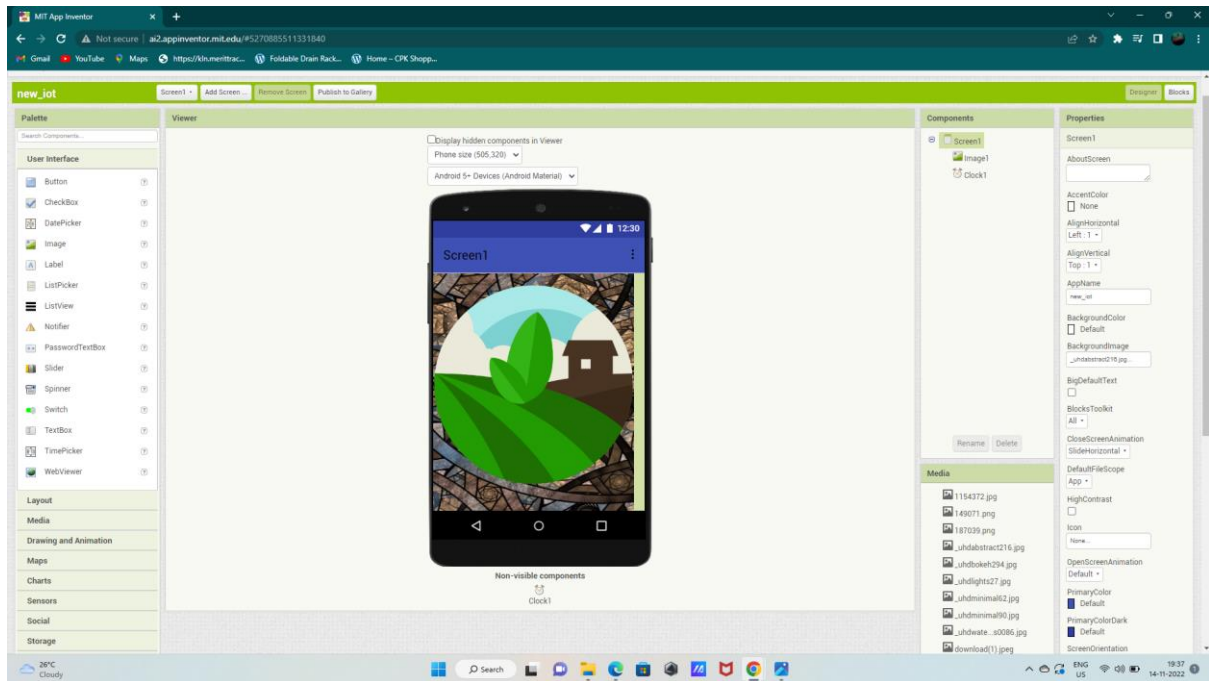 MIT App Inventor
Not secure | ai2.appinventor.mit.edu/#5270885511331840
Gmail YouTube Maps https://kln.merittrac... Foldable Drain Rack... Home – CPK Shopp...
new_iot Screen1 Add Screen ... Remove Screen Publish to Gallery Designer Blocks
Palette
Search Components...
User Interface
Button
CheckBox
DatePicker
Image
Label
ListPicker
ListView
Notifier
PasswordTextBox
Slider
Spinner
Switch
TextBox
TimePicker
WebViewer
Layout
Media
Drawing and Animation
Maps
Charts
Sensors
Social
Storage
Viewer
Display hidden components in Viewer
Phone size (505,320)
Android 5+ Devices (Android Material)
12:30
Screen1
Non-visible components
Clock1
Components
Screen1
Image1
Clock1
Rename Delete
Media
1154372.jpg
149071.png
187039.png
_uhdabstract216.jpg
_uhdbokeh294.jpg
_uhdlights27.jpg
_uhdminimal62.jpg
_uhdminimal90.jpg
_uhdwate...s0086.jpg
download(1).jpeg
Properties
Screen1
AboutScreen
AccentColor
None
AlignHorizontal
Left : 1
AlignVertical
Top : 1
AppName
new_iot
BackgroundColor
Default
BackgroundImage
_uhdabstract216.jpg...
BigDefaultText
BlocksToolkit
All
CloseScreenAnimation
SlideHorizontal
DefaultFileScope
App
HighContrast
Icon
None...
OpenScreenAnimation
Default
PrimaryColor
Default
PrimaryColorDark
Default
ScreenOrientation
26°C
Cloudy
Search
ENG
US
19:37
14-11-2022